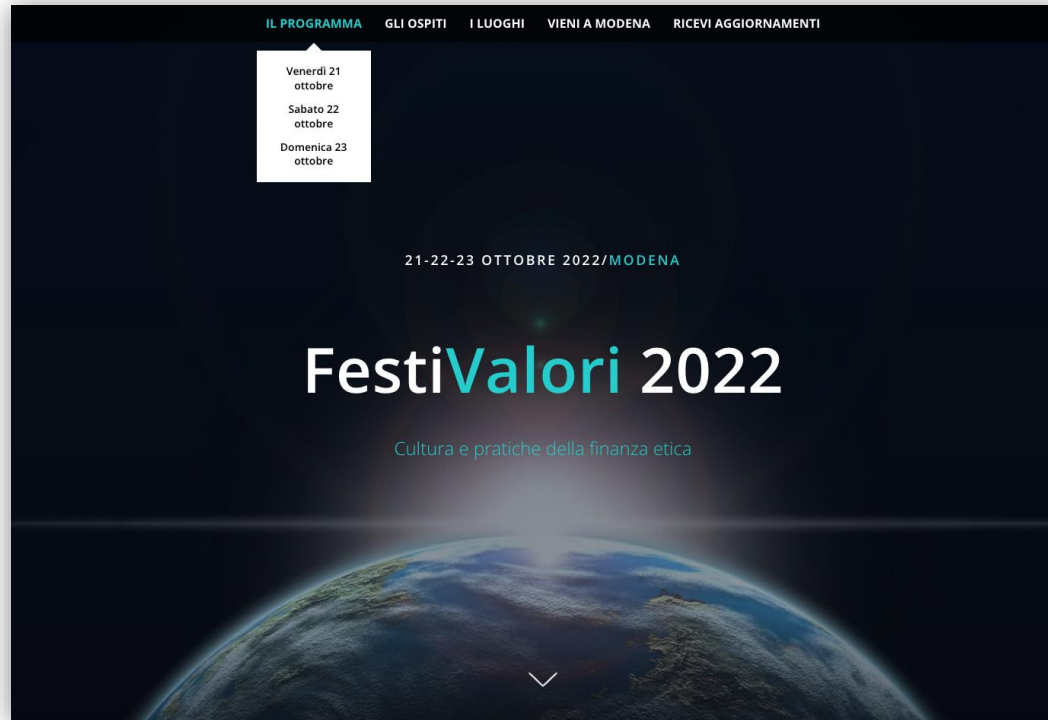 IL PROGRAMMA GLI OSPITI I LUOGHI VIENI A MODENA RICEVI AGGIORNAMENTI
Venerdì 21
ottobre
Sabato 22
ottobre
Domenica 23
ottobre
21-22-23 OTTOBRE 2022/MODENA
FestiValori 2022
Cultura e pratiche della finanza etica